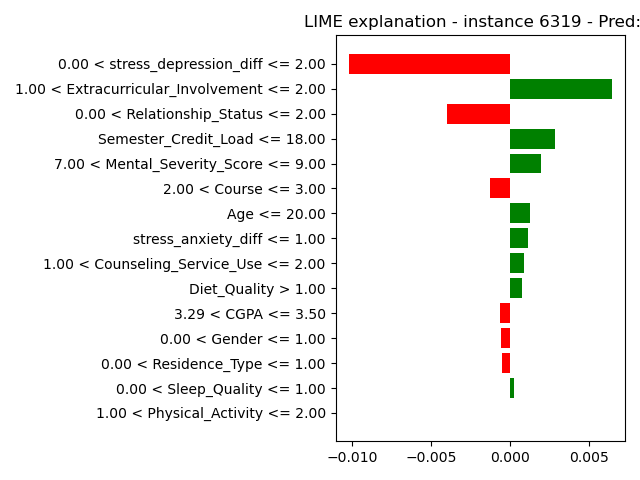 LIME explanation - instance 6319 - Pred:
0.00 < stress_depression_diff <= 2.00
1.00 < Extracurricular_Involvement <= 2.00
0.00 < Relationship_Status <= 2.00
Semester_Credit_Load <= 18.00
7.00 < Mental_Severity_Score <= 9.00
2.00 < Course <= 3.00
Age <= 20.00
stress_anxiety_diff <= 1.00
1.00 < Counseling_Service_Use <= 2.00
Diet_Quality > 1.00
3.29 < CGPA <= 3.50
0.00 < Gender <= 1.00
0.00 < Residence_Type <= 1.00
0.00 < Sleep_Quality <= 1.00
1.00 < Physical_Activity <= 2.00
−0.010 −0.005 0.000 0.005